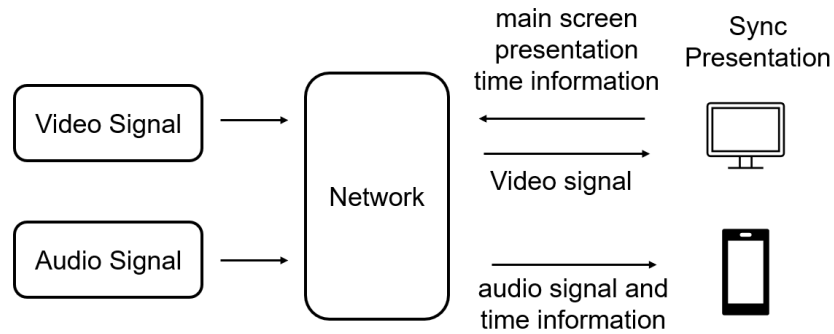 main screen
presentation
time information
Sync
Presentation
Video Signal
Network
Video signal
Audio Signal
audio signal and
time information